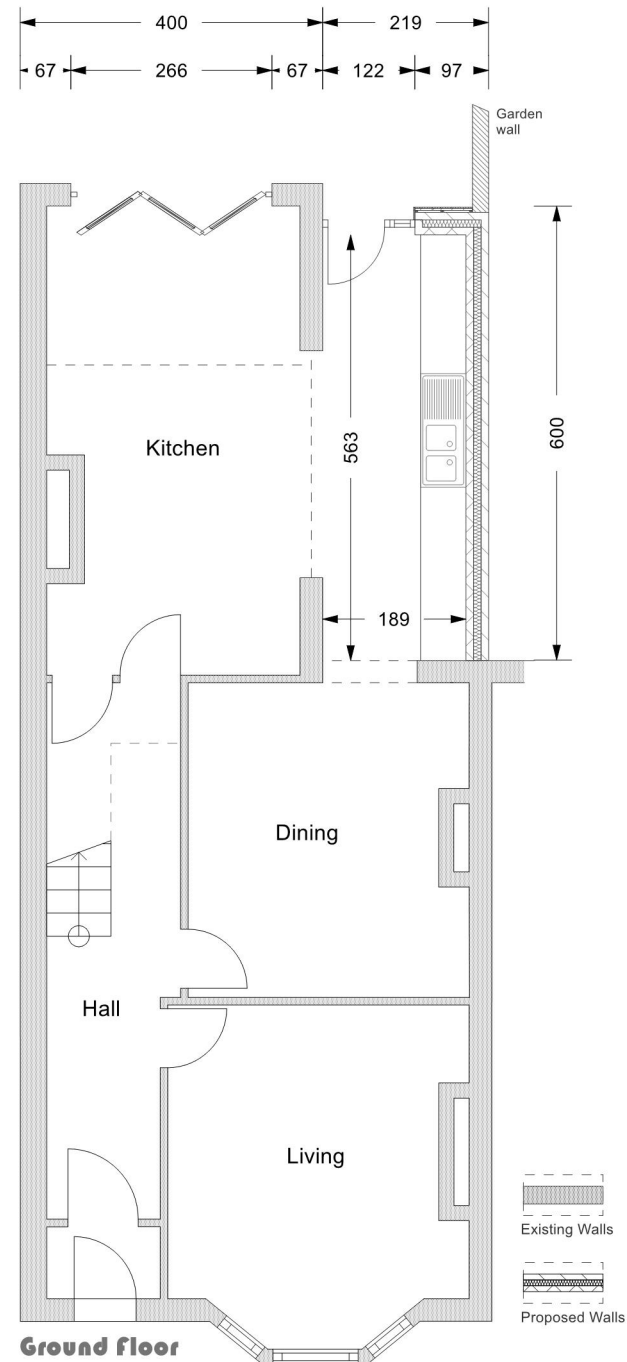 400 219
67 266 67 122 97
Garden
wall
Kitchen
563
600
189
Dining
Hall
Living
Existing Walls
Proposed Walls
Ground Floor